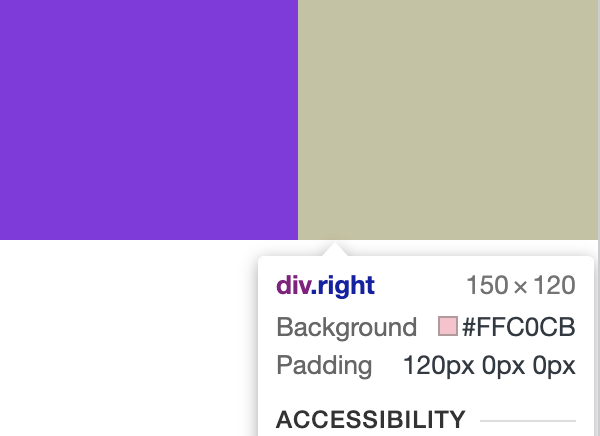 div.right 150 × 120
Background #FFC0CB
Padding 120px 0px 0px
ACCESSIBILITY